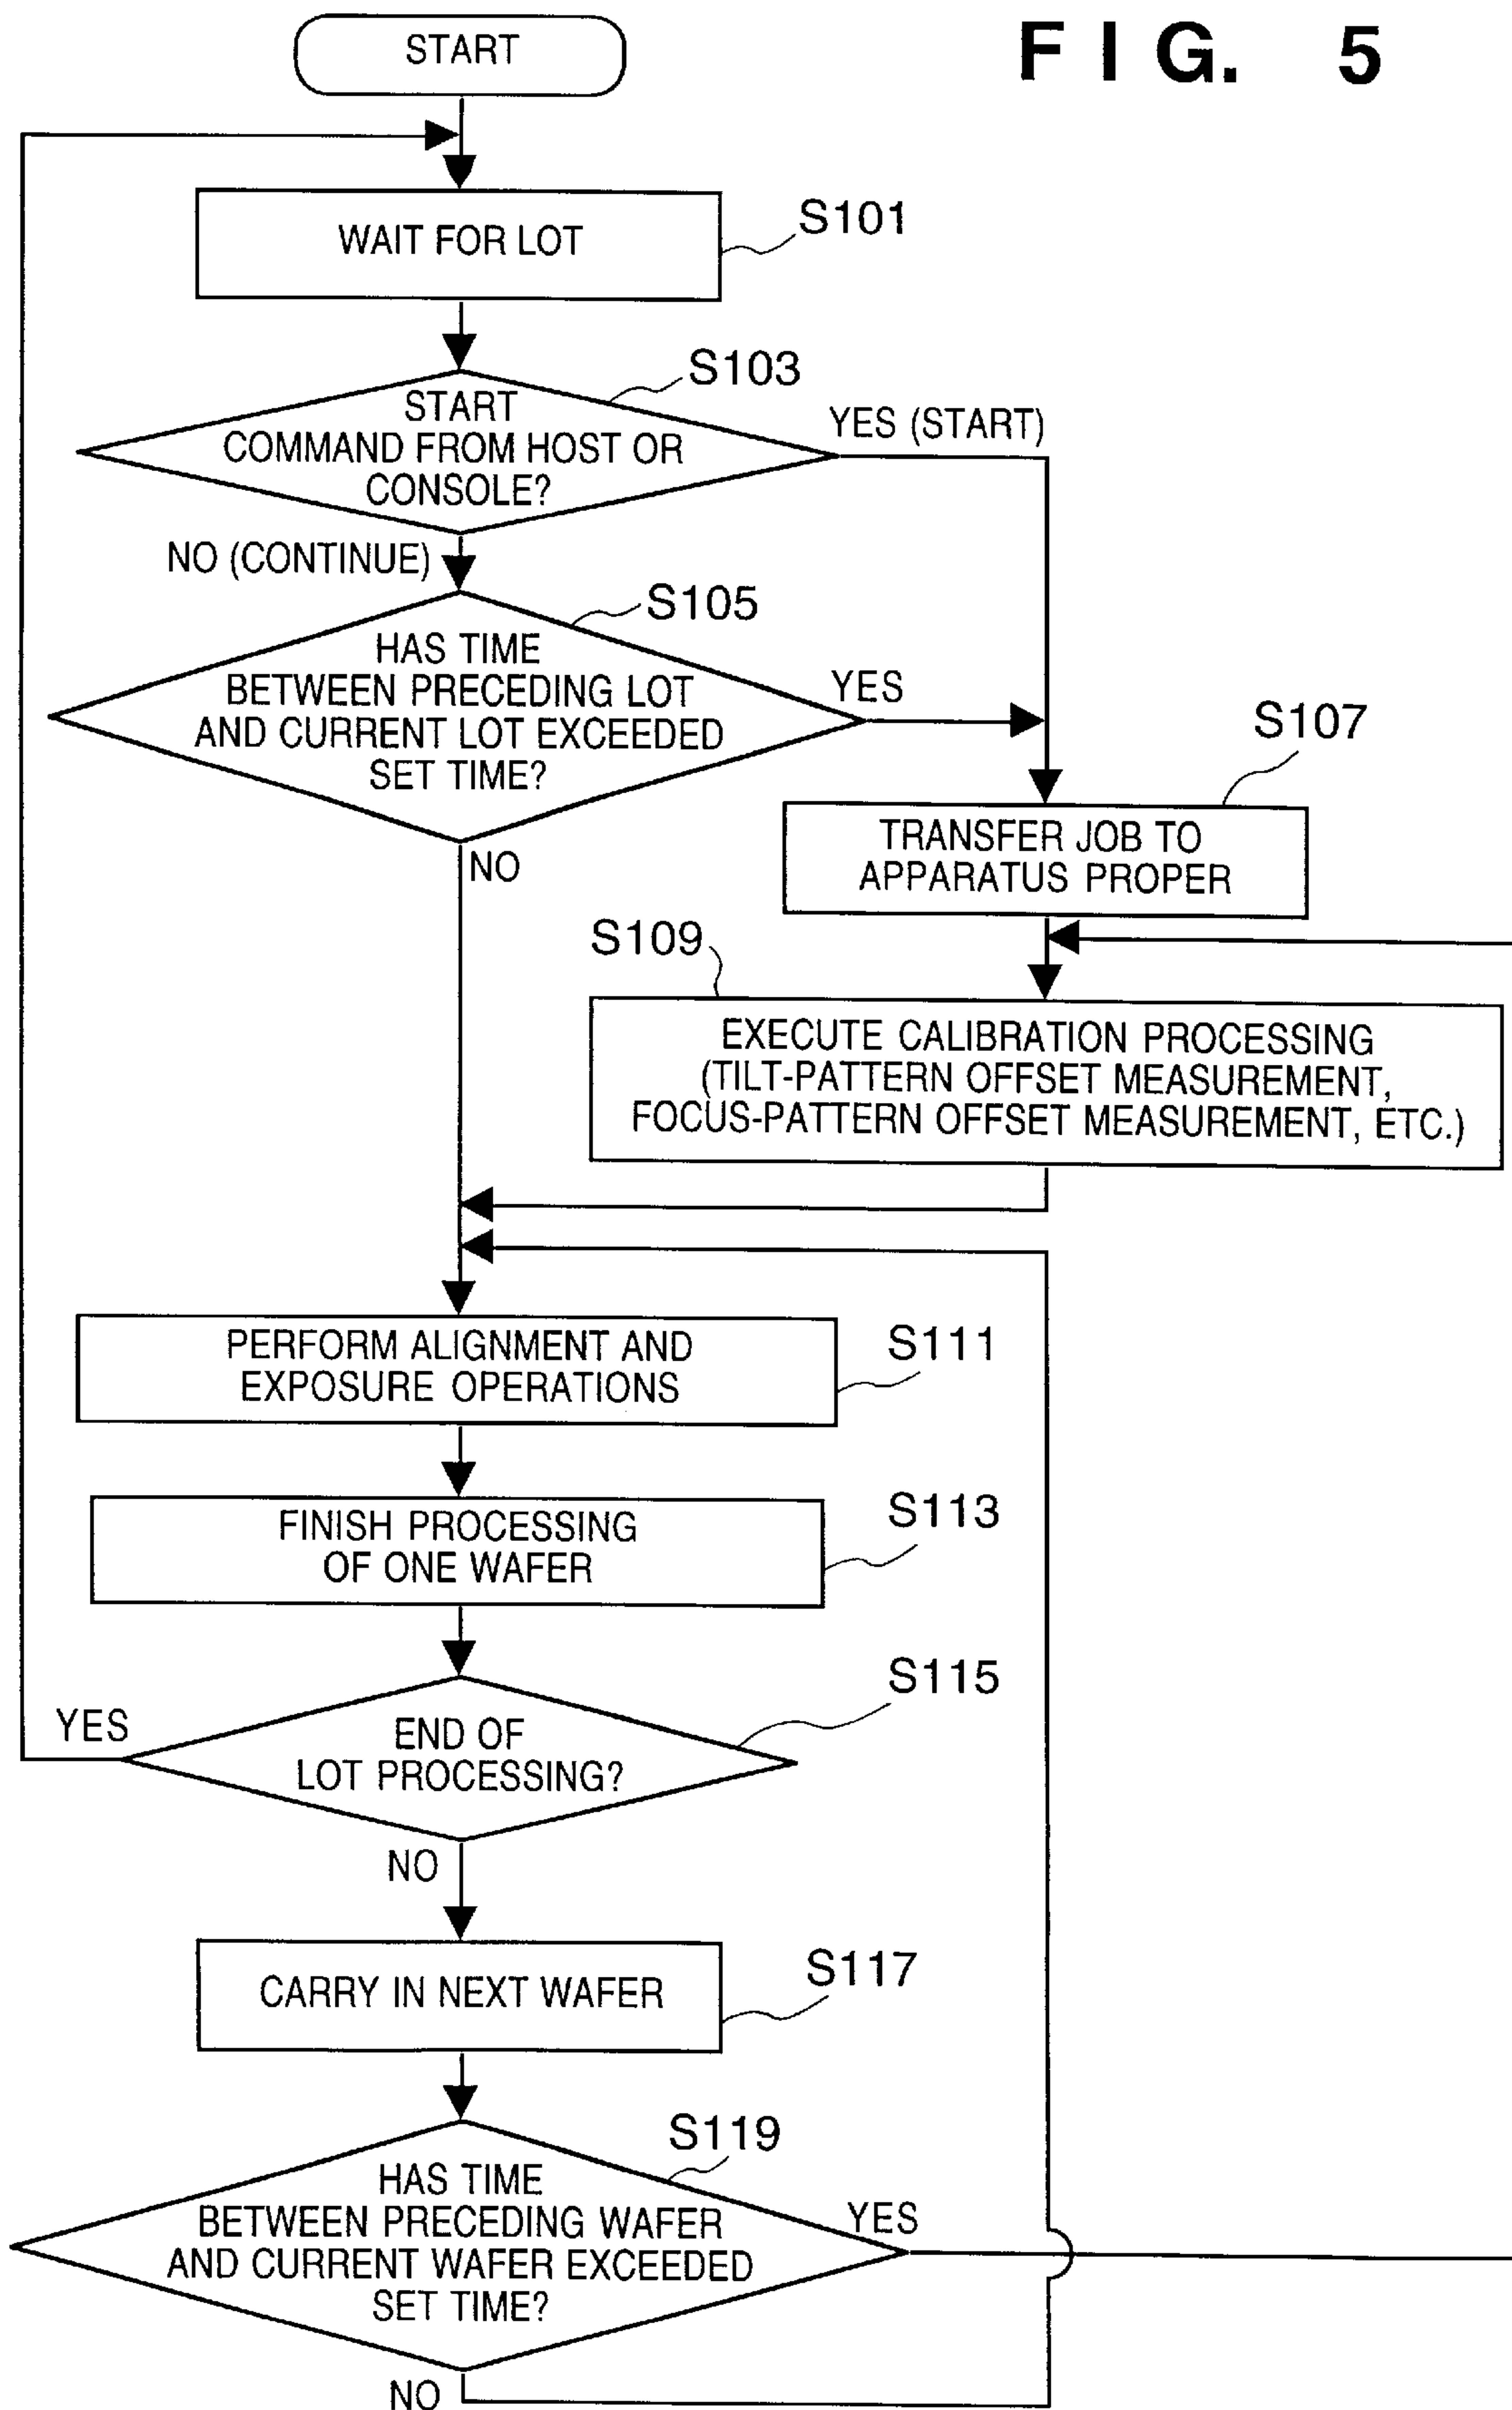 FIG. 5
START
WAIT FOR LOT
S101
S103
START
COMMAND FROM HOST OR
CONSOLE?
YES (START)
NO (CONTINUE)
S105
HAS TIME
BETWEEN PRECEDING LOT
AND CURRENT LOT EXCEEDED
SET TIME?
YES
NO
S107
TRANSFER JOB TO
APPARATUS PROPER
S109
EXECUTE CALIBRATION PROCESSING
(TILT-PATTERN OFFSET MEASUREMENT,
FOCUS-PATTERN OFFSET MEASUREMENT, ETC.)
PERFORM ALIGNMENT AND
EXPOSURE OPERATIONS
S111
FINISH PROCESSING
OF ONE WAFER
S113
S115
YES
END OF
LOT PROCESSING?
NO
CARRY IN NEXT WAFER
S117
S119
HAS TIME
BETWEEN PRECEDING WAFER
AND CURRENT WAFER EXCEEDED
SET TIME?
YES
NO